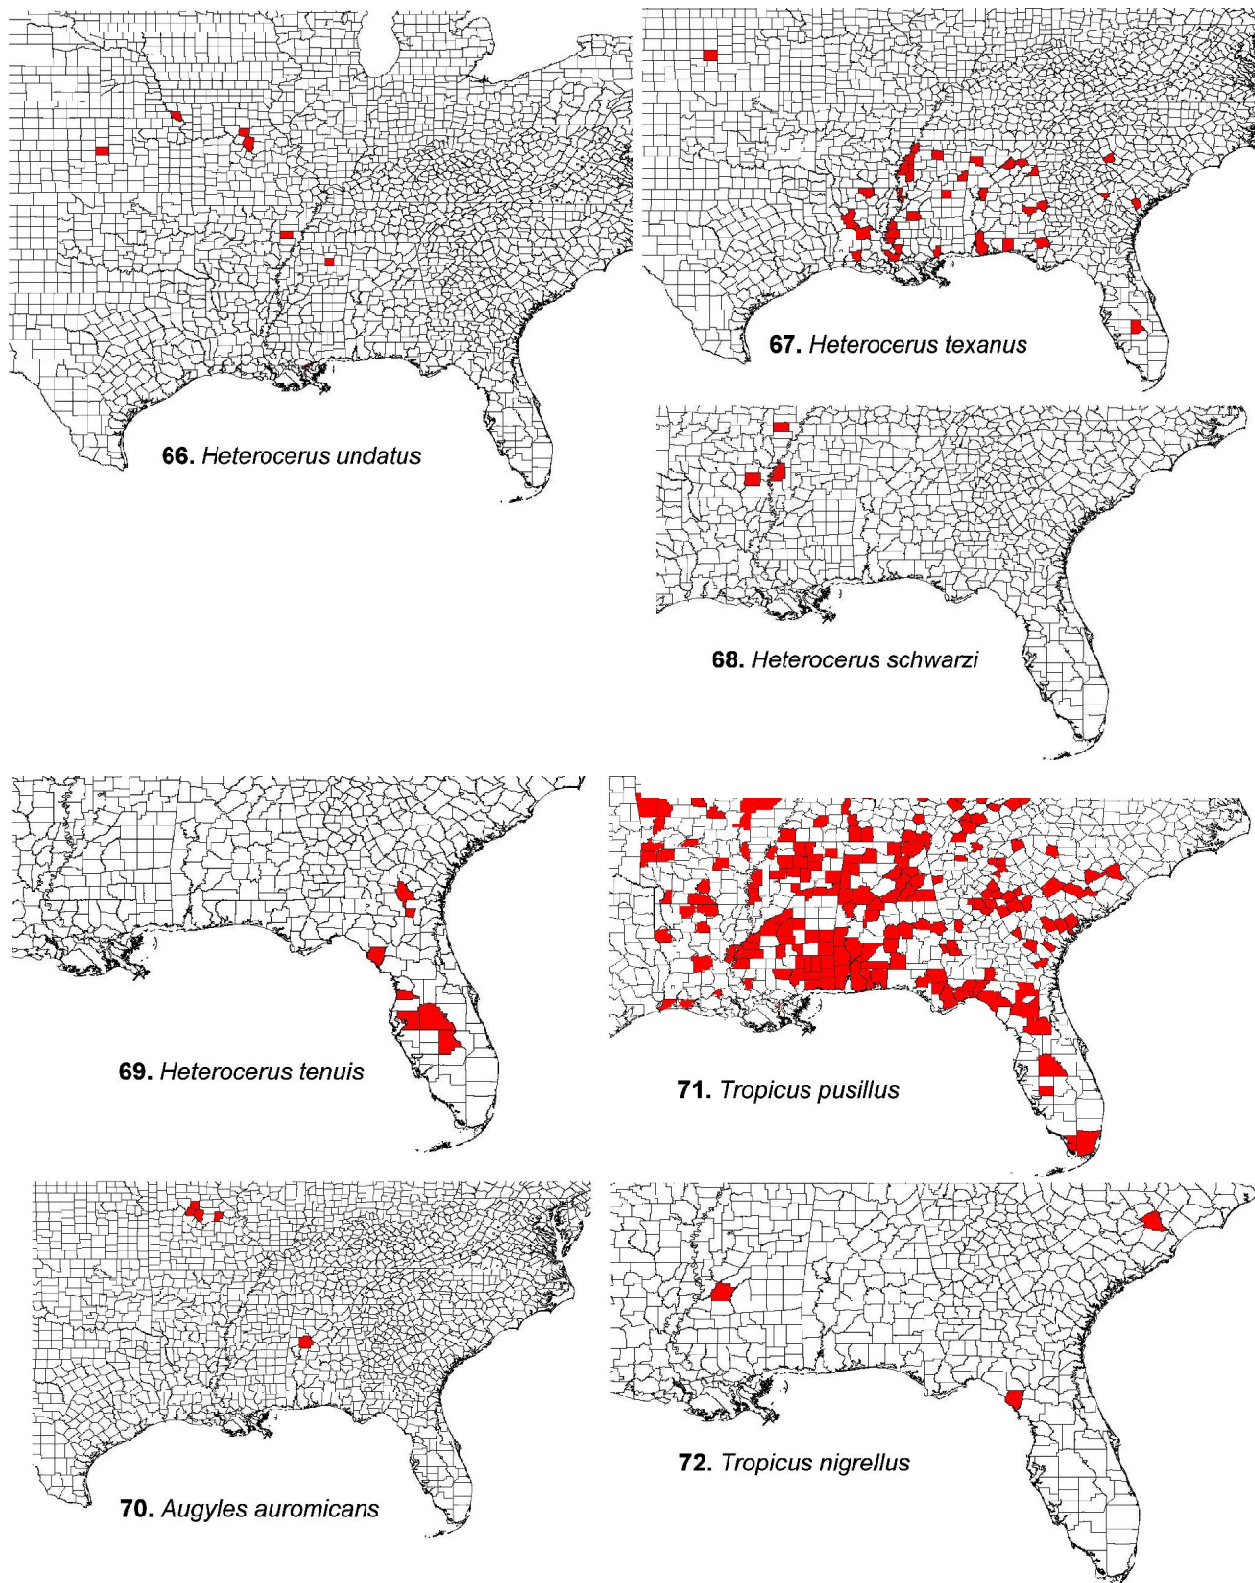 66. Heterocerus undatus
67. Heterocerus texanus
68. Heterocerus schwarzi
69. Heterocerus tenuis
71. Tropicus pusillus
70. Augyles auromicans
72. Tropicus nigrellus